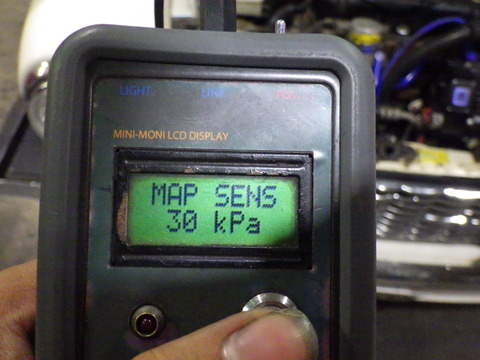 LIGHT LINE
MINI-MONI LCD DISPLAY
MAP SENS
30 kPa